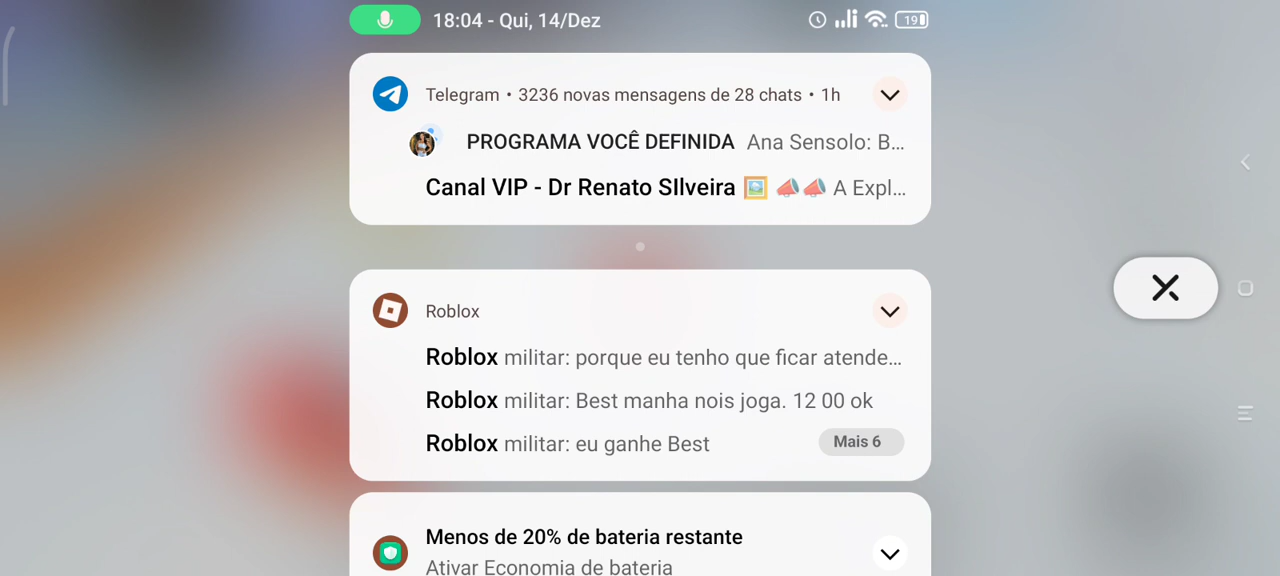 18:04 - Qui, 14/Dez 19
Telegram • 3236 novas mensagens de 28 chats • 1h
PROGRAMA VOCÊ DEFINIDA Ana Sensolo: B...
Canal VIP - Dr Renato SIlveira 🖼️ 📣📣 A Expl...
Roblox
Roblox militar: porque eu tenho que ficar atende...
Roblox militar: Best manha nois joga. 12 00 ok
Roblox militar: eu ganhe Best Mais 6
Menos de 20% de bateria restante
Ativar Economia de bateria